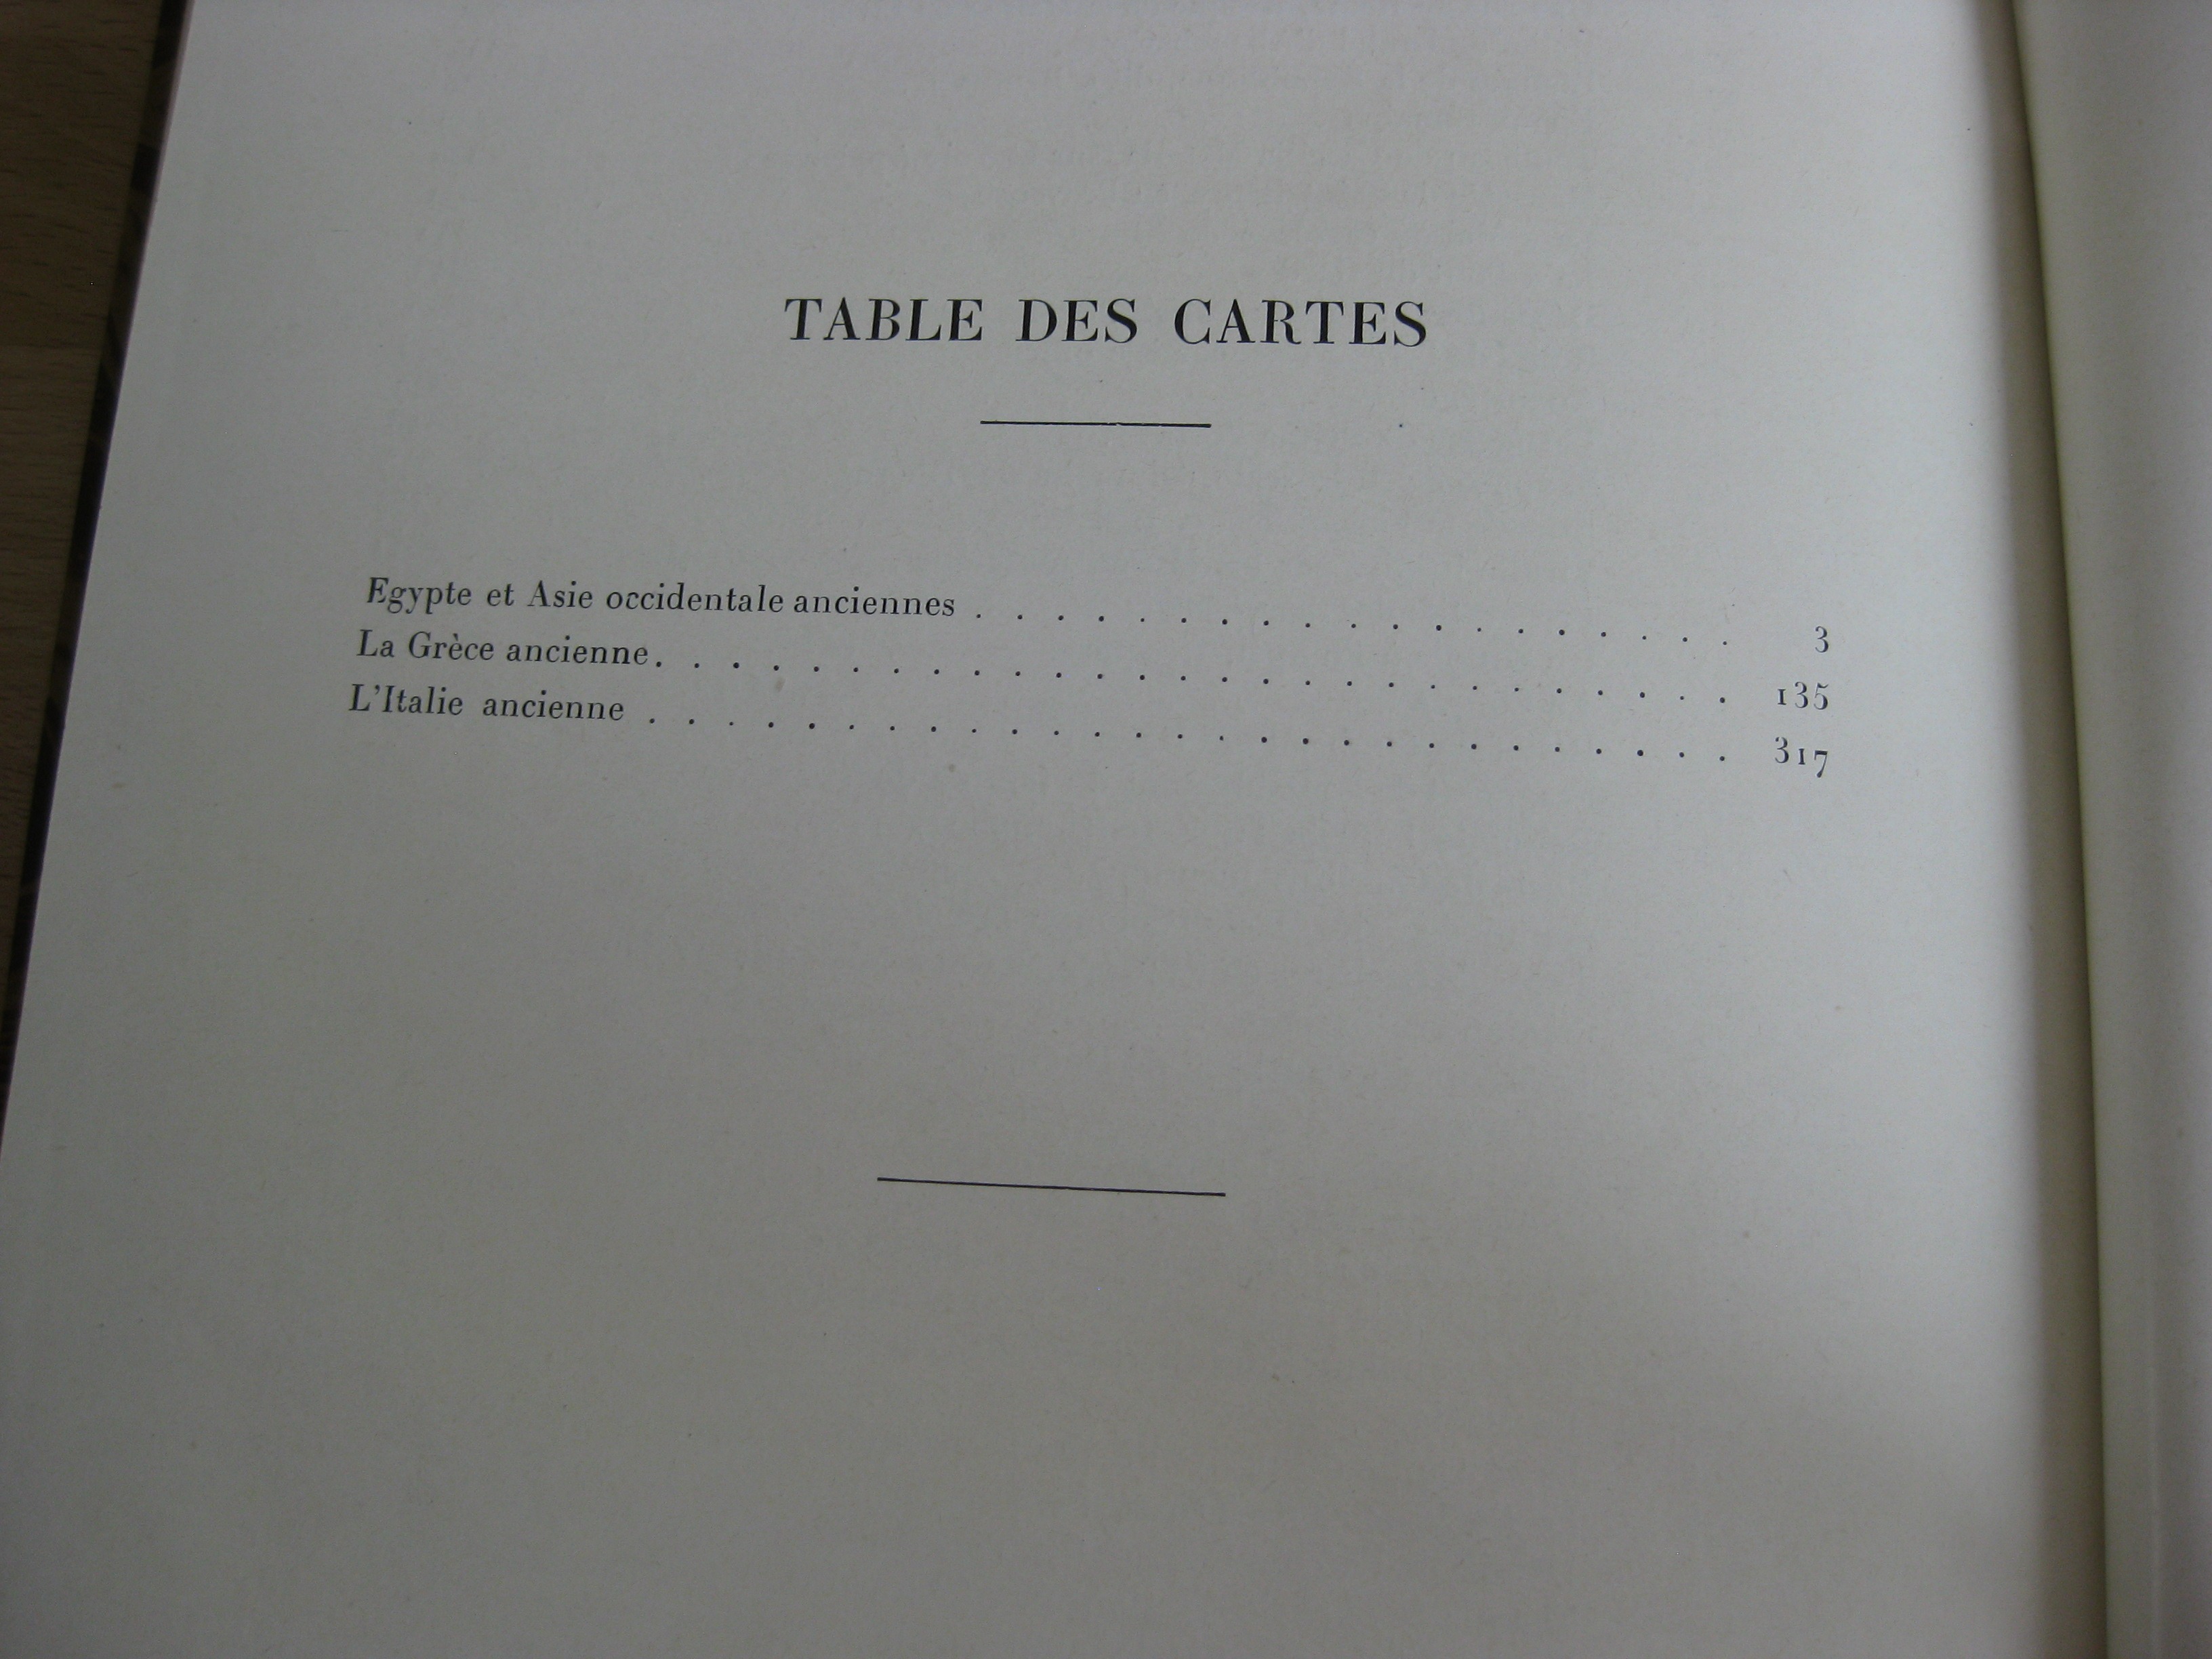 TABLE DES CARTES
Egypte et Asie occidentale anciennes . . . . . . . . . . . . . . . . . . . 3
La Grèce ancienne. . . . . . . . . . . . . . . . . . . . . . . . . . . 135
L'Italie ancienne . . . . . . . . . . . . . . . . . . . . . . . . . . . 317